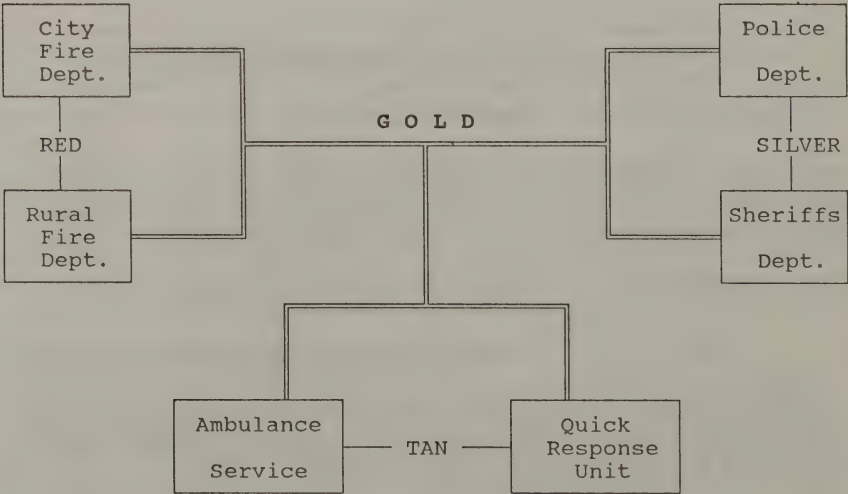 City
Fire
Dept.
Police
Dept.
G O L D
RED
SILVER
Rural
Fire
Dept.
Sheriffs
Dept.
Ambulance
Service
TAN
Quick
Response
Unit